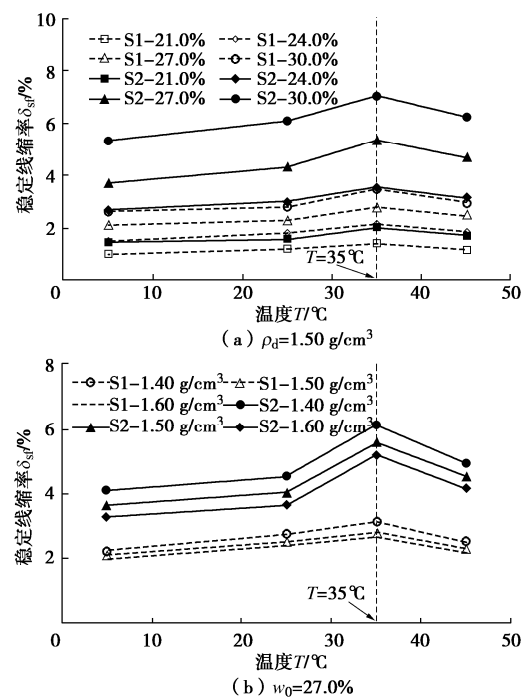 10
8
6
4
2
0
稳定线缩率δsl/%
S1-21.0% S1-24.0%
S1-27.0% S1-30.0%
S2-21.0% S2-24.0%
S2-27.0% S2-30.0%
T=35℃
10 20 30 40 50
温度T/℃
(a) ρd=1.50 g/cm³
8
6
4
2
0
稳定线缩率δsl/%
S1-1.40 g/cm³ S1-1.50 g/cm³
S1-1.60 g/cm³ S2-1.40 g/cm³
S2-1.50 g/cm³ S2-1.60 g/cm³
T=35℃
10 20 30 40 50
温度T/℃
(b) w0=27.0%